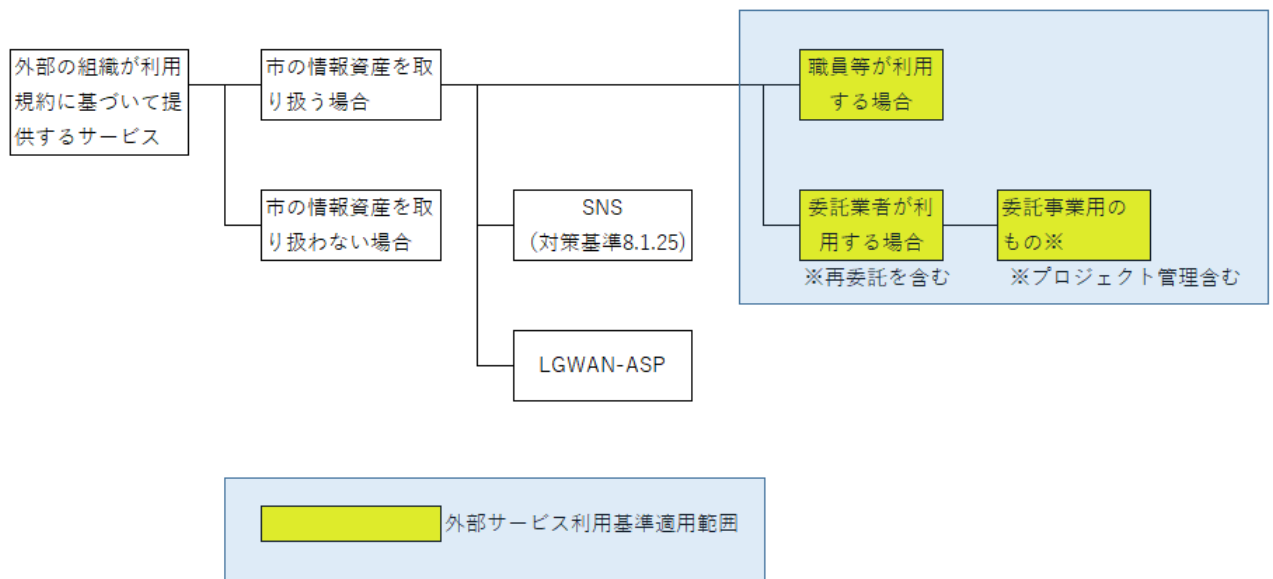 外部の組織が利用
規約に基づいて提
供するサービス
市の情報資産を取
り扱う場合
職員等が利用
する場合
市の情報資産を取
り扱わない場合
SNS
（対策基準8.1.25）
委託業者が利
用する場合
※再委託を含む
委託事業用の
もの※
※プロジェクト管理含む
LGWAN-ASP
外部サービス利用基準適用範囲